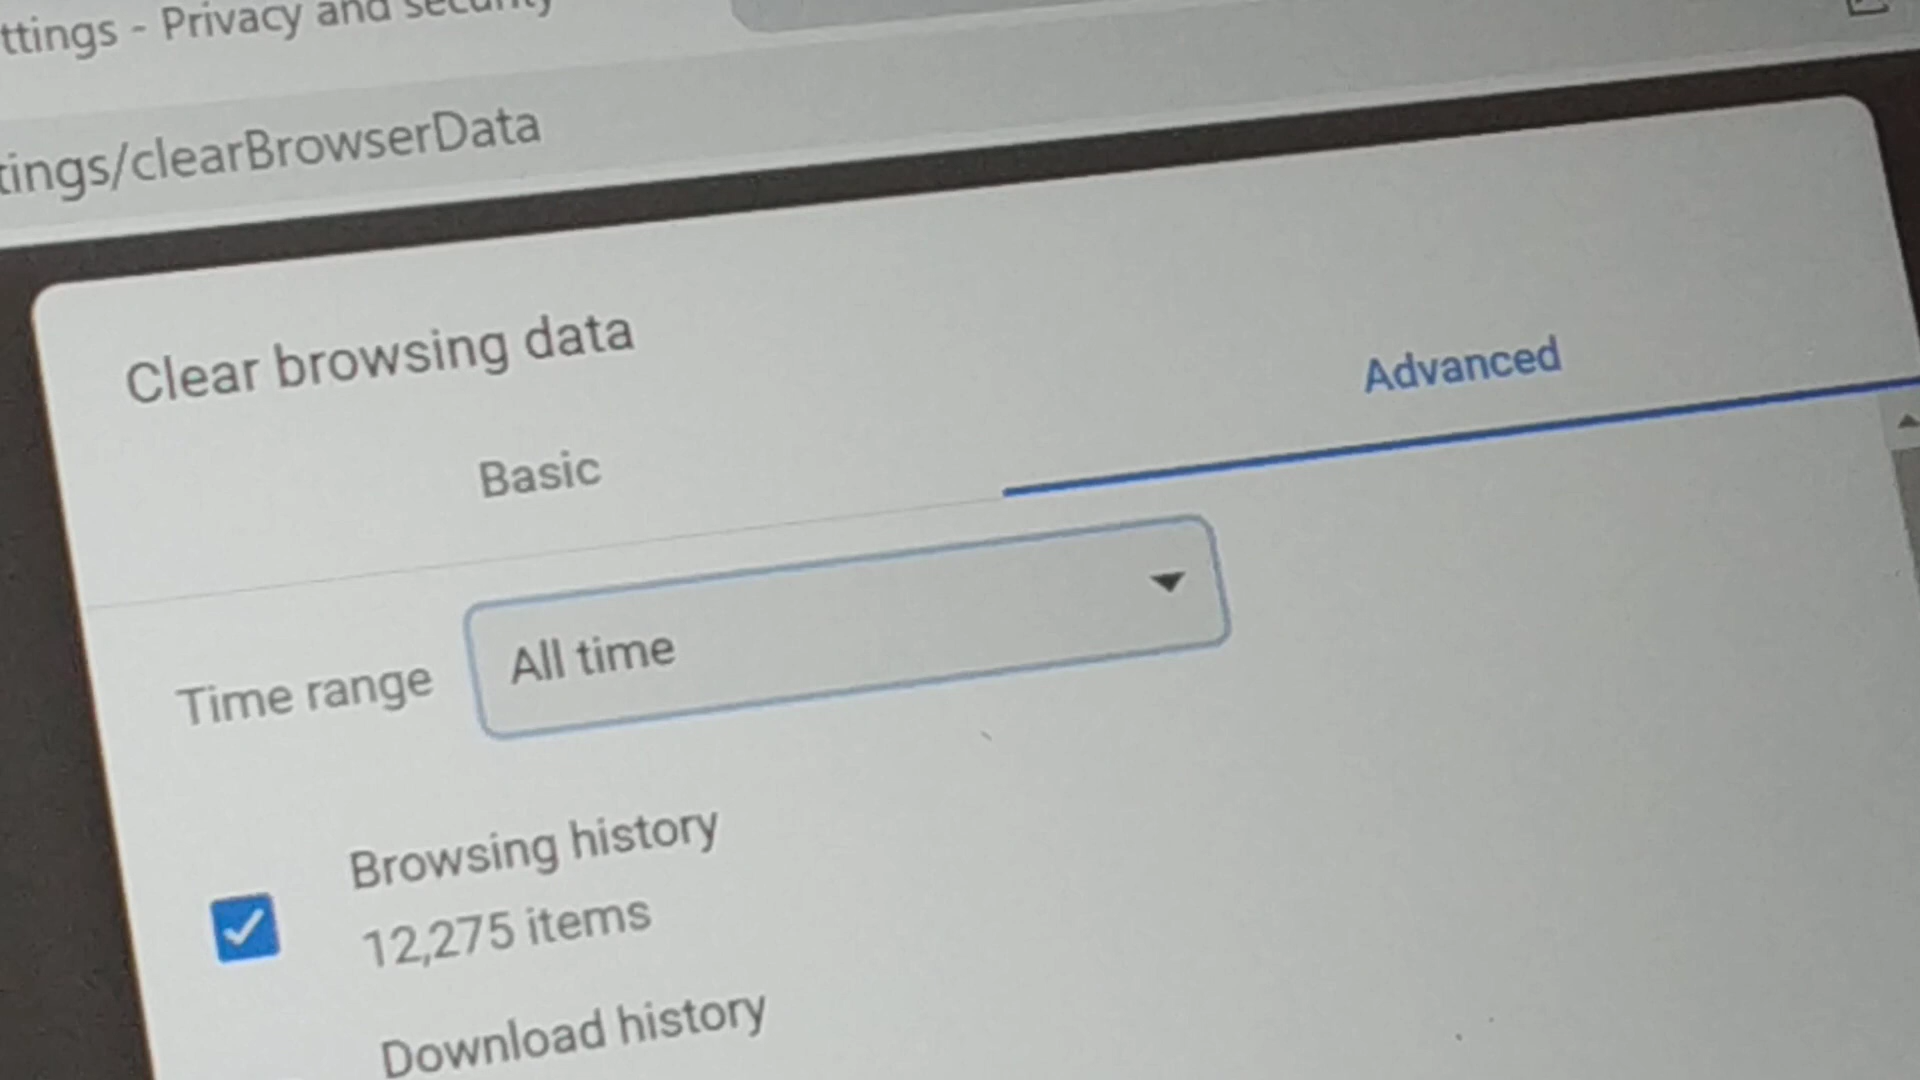 ttings - Privacy and security
tings/clearBrowserData
Clear browsing data
Basic
Advanced
Time range
All time
Browsing history
12,275 items
Download history